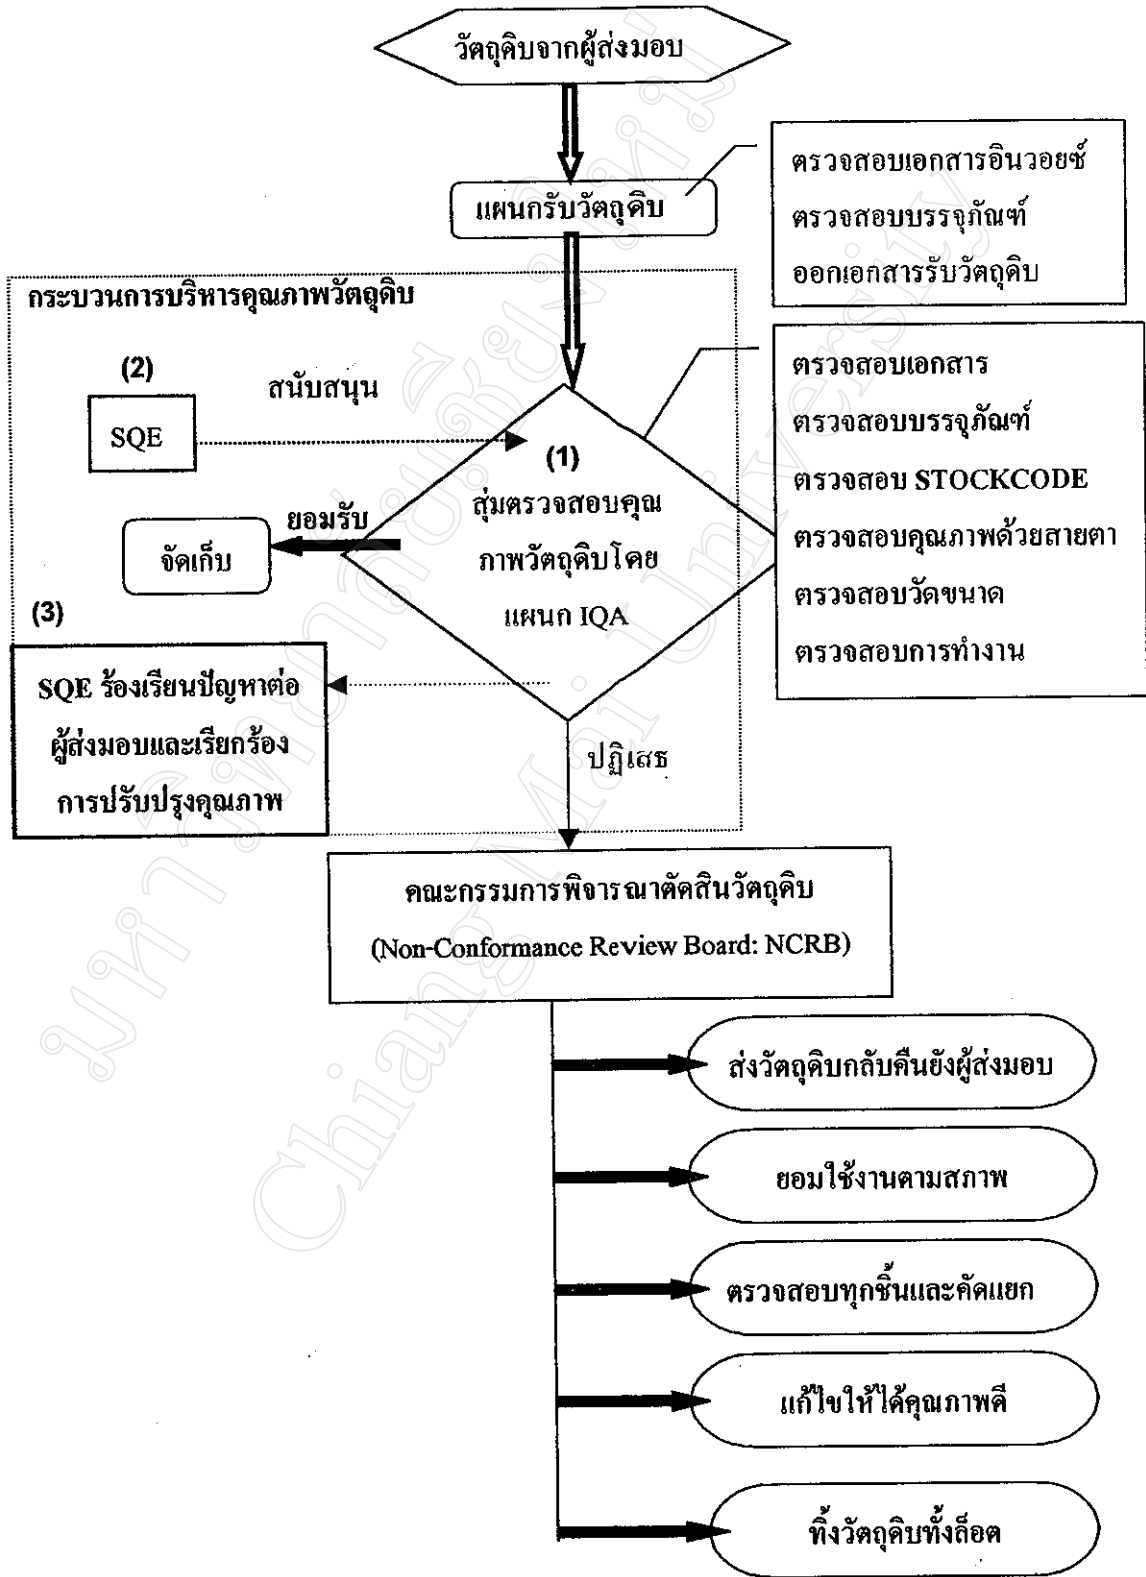 วัตถุดิบจากผู้ส่งมอบ
แผนกรับวัตถุดิบ
ตรวจสอบเอกสารอินวอยซ์
ตรวจสอบบรรจุภัณฑ์
ออกเอกสารรับวัตถุดิบ
กระบวนการบริหารคุณภาพวัตถุดิบ
(2)
SQE
สนับสนุน
(1)
สุ่มตรวจสอบคุณ
ภาพวัตถุดิบโดย
แผนก IQA
ตรวจสอบเอกสาร
ตรวจสอบบรรจุภัณฑ์
ตรวจสอบ STOCKCODE
ตรวจสอบคุณภาพด้วยสายตา
ตรวจสอบวัดขนาด
ตรวจสอบการทำงาน
ยอมรับ
จัดเก็บ
(3)
SQE ร้องเรียนปัญหาต่อ
ผู้ส่งมอบและเรียกร้อง
การปรับปรุงคุณภาพ
ปฏิเสธ
คณะกรรมการพิจารณาตัดสินวัตถุดิบ
(Non-Conformance Review Board: NCRB)
ส่งวัตถุดิบกลับคืนยังผู้ส่งมอบ
ยอมใช้งานตามสภาพ
ตรวจสอบทุกชิ้นและคัดแยก
แก้ไขให้ได้คุณภาพดี
ทิ้งวัตถุดิบทั้งล็อต
มหาวิทยาลัยเชียงใหม่
Chiang Mai University